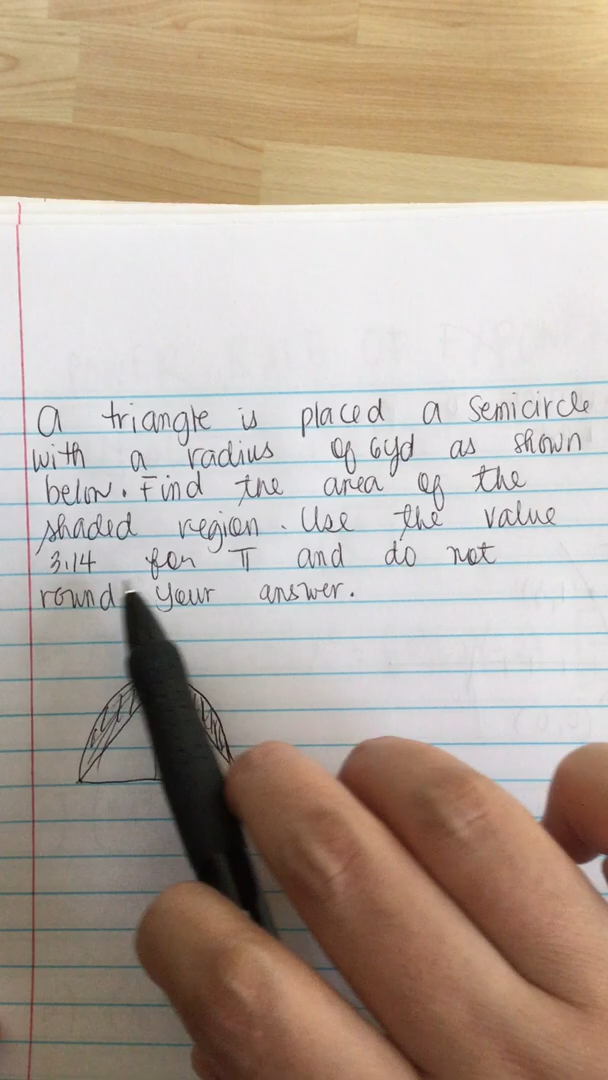 A triangle is placed a semicircle
with a radius of 6yd as shown
below. Find the area of the
shaded region. Use the value
3.14 for π and do not
round your answer.